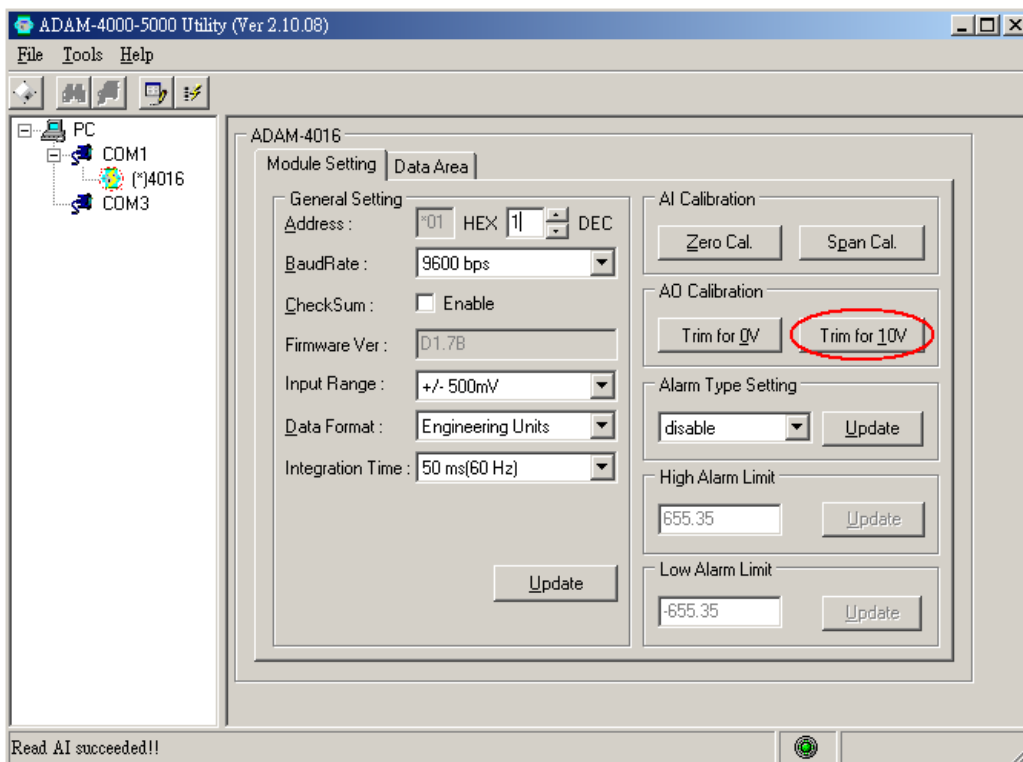 ADAM-4000-5000 Utility (Ver 2.10.08)
File Tools Help
PC
COM1
(*)4016
COM3
ADAM-4016
Module Setting Data Area
General Setting
Address : *01 HEX 1 DEC
BaudRate : 9600 bps
CheckSum : Enable
Firmware Ver : D1.7B
Input Range : +/- 500mV
Data Format : Engineering Units
Integration Time : 50 ms(60 Hz)
Update
AI Calibration
Zero Cal. Span Cal.
AO Calibration
Trim for 0V Trim for 10V
Alarm Type Setting
disable Update
High Alarm Limit
655.35 Update
Low Alarm Limit
-655.35 Update
Read AI succeeded!!